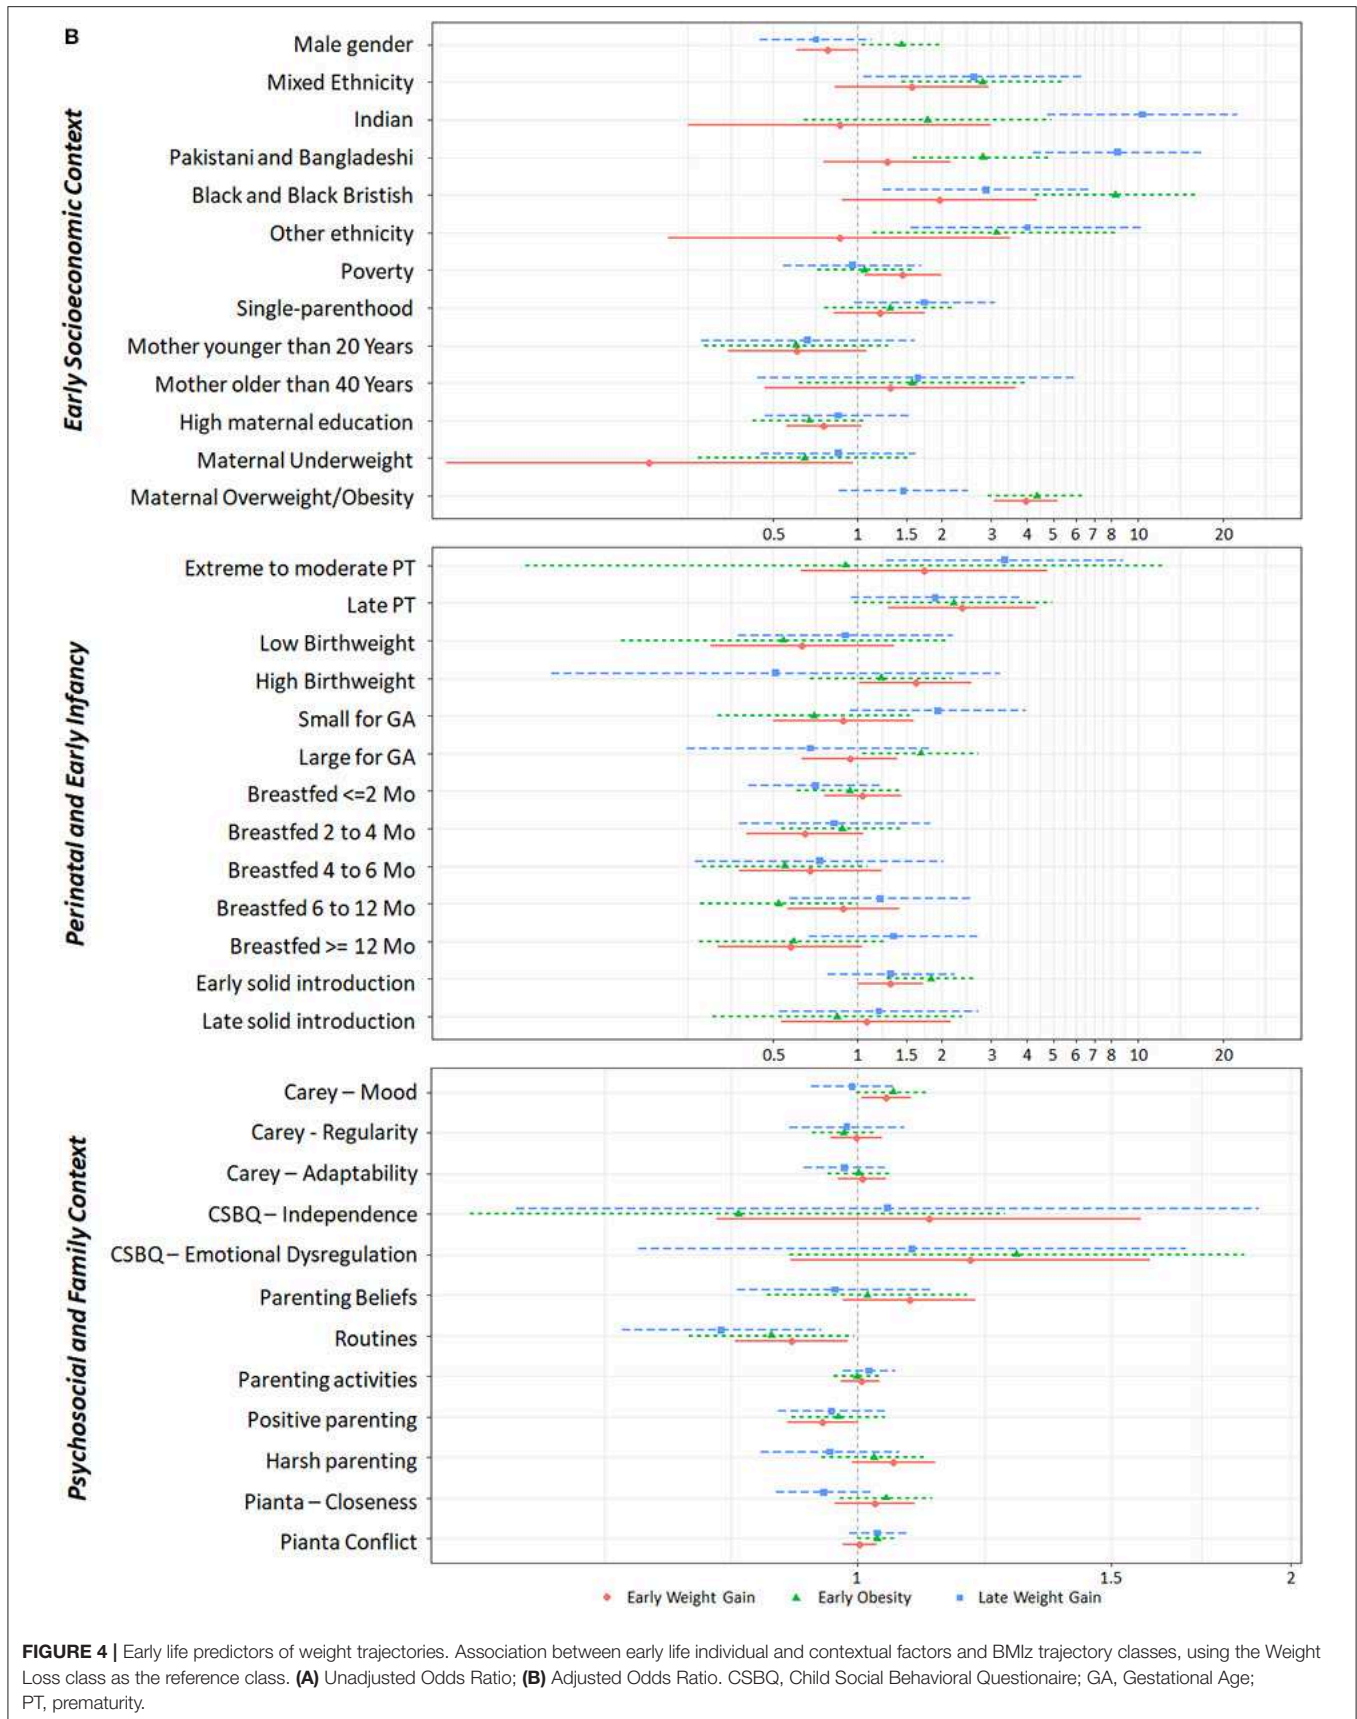 B
Early Socioeconomic Context
Male gender
Mixed Ethnicity
Indian
Pakistani and Bangladeshi
Black and Black Bristish
Other ethnicity
Poverty
Single-parenthood
Mother younger than 20 Years
Mother older than 40 Years
High maternal education
Maternal Underweight
Maternal Overweight/Obesity
0.5 1 1.5 2 3 4 5 6 7 8 10 20
Perinatal and Early Infancy
Extreme to moderate PT
Late PT
Low Birthweight
High Birthweight
Small for GA
Large for GA
Breastfed <=2 Mo
Breastfed 2 to 4 Mo
Breastfed 4 to 6 Mo
Breastfed 6 to 12 Mo
Breastfed >= 12 Mo
Early solid introduction
Late solid introduction
0.5 1 1.5 2 3 4 5 6 7 8 10 20
Psychosocial and Family Context
Carey – Mood
Carey - Regularity
Carey – Adaptability
CSBQ – Independence
CSBQ – Emotional Dysregulation
Parenting Beliefs
Routines
Parenting activities
Positive parenting
Harsh parenting
Pianta – Closeness
Pianta Conflict
1 1.5 2
Early Weight Gain Early Obesity Late Weight Gain
FIGURE 4 | Early life predictors of weight trajectories. Association between early life individual and contextual factors and BMIz trajectory classes, using the Weight
Loss class as the reference class. (A) Unadjusted Odds Ratio; (B) Adjusted Odds Ratio. CSBQ, Child Social Behavioral Questionaire; GA, Gestational Age;
PT, prematurity.